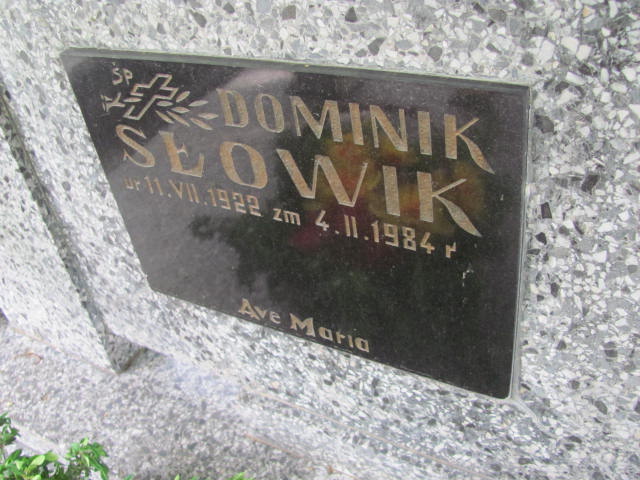 ŚP
DOMINIK
SŁOWIK
ur 11.VII.1922 zm 4.II.1984 r
Ave Maria